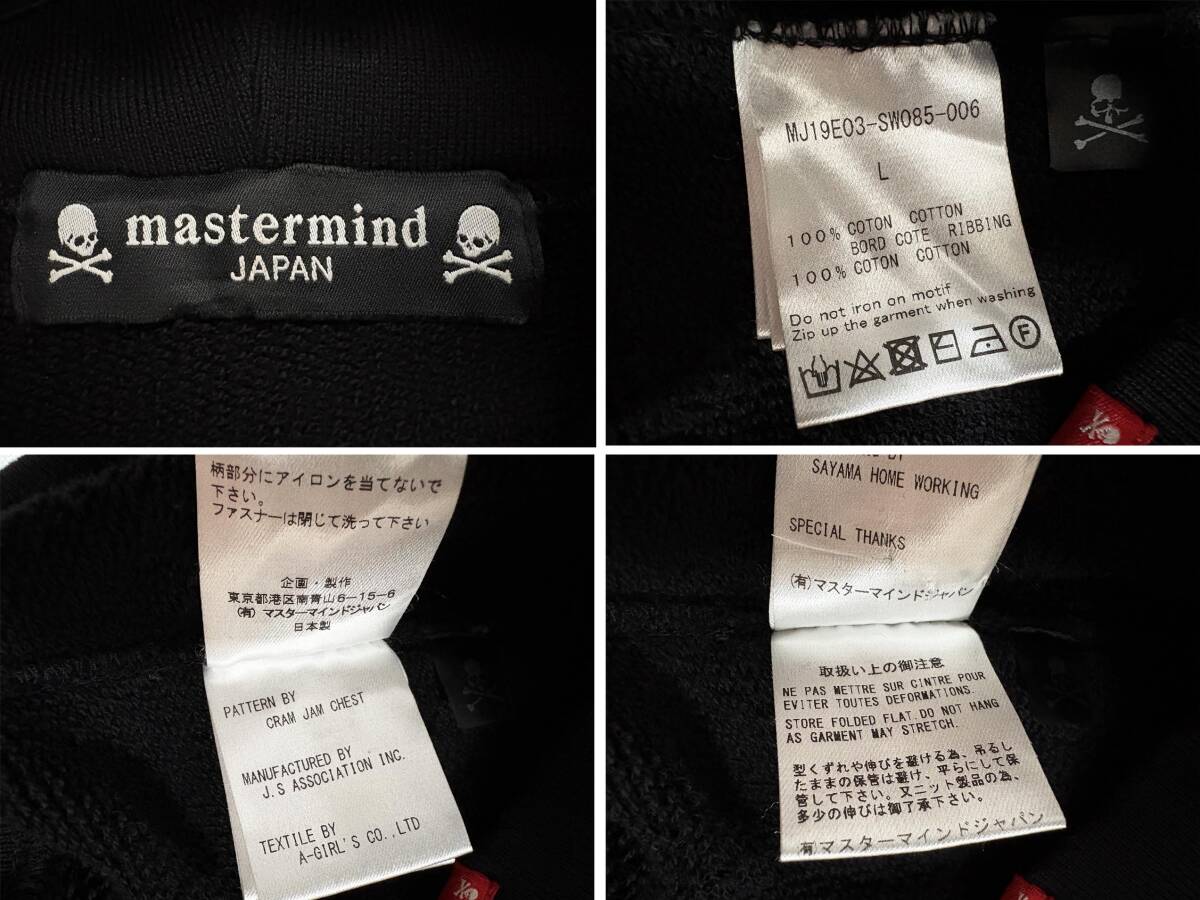 mastermind
JAPAN
MJ19E03-SW085-006
L
100% COTON COTTON
BORD COTE RIBBING
100% COTON COTTON
Do not iron on motif
Zip up the garment when washing
F
柄部分にアイロンを当てないで
下さい。
ファスナーは閉じて洗って下さい
企画・製作
東京都港区南青山6-15-6
(有) マスターマインドジャパン
日本製
PATTERN BY
CRAM JAM CHEST
MANUFACTURED BY
J.S ASSOCIATION INC.
TEXTILE BY
A-GIRL'S CO.,LTD
BY
SAYAMA HOME WORKING
SPECIAL THANKS
(有)マスターマインドジャパン
取扱い上の御注意
NE PAS METTRE SUR CINTRE POUR
EVITER TOUTES DEFORMATIONS.
STORE FOLDED FLAT. DO NOT HANG
AS GARMENT MAY STRETCH.
型くずれや伸びを避ける為、吊るし
たままの保管は避け、平らにして保
管して下さい。又ニット製品の為、
多少の伸びは御了承下さい。
(有)マスターマインドジャパン